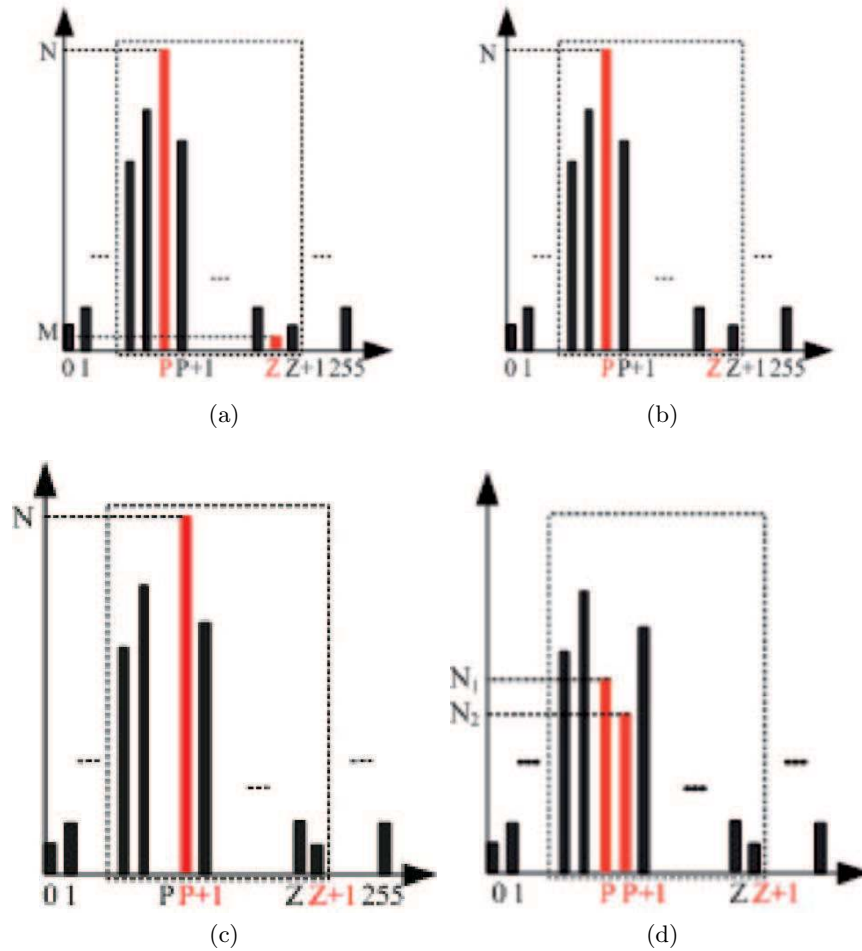 N
M
0 1 P P+1 Z Z+1 255
(a)
N
0 1 P P+1 Z Z+1 255
(b)
N
0 1 P P+1 Z Z+1 255
(c)
N₁
N₂
0 1 P P+1 Z Z+1
(d)